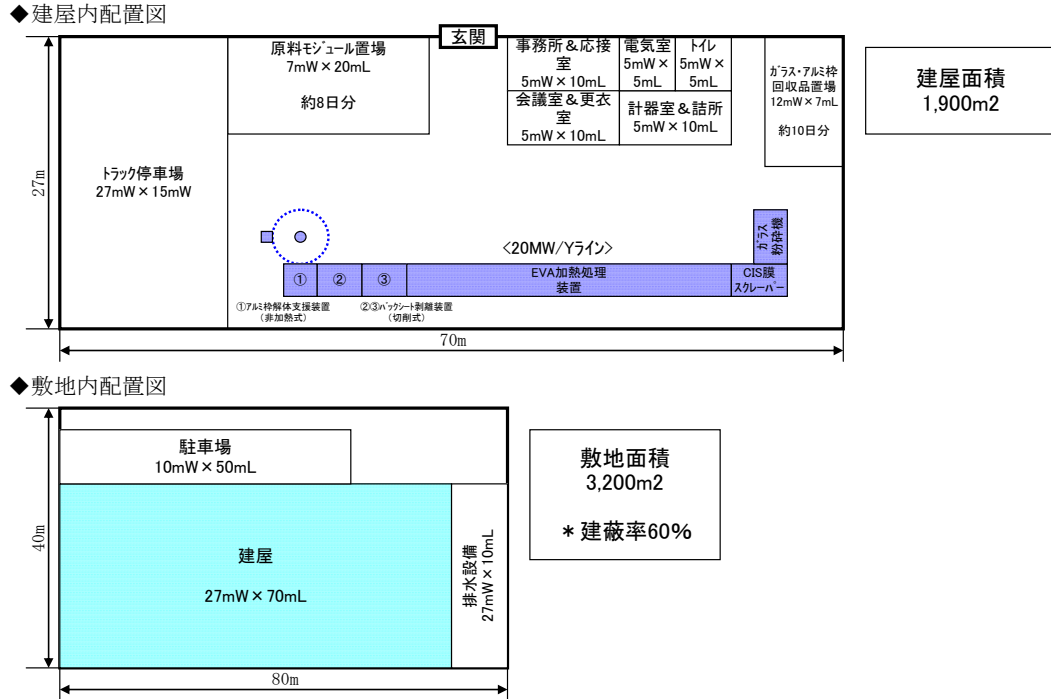 ◆建屋内配置図
玄関
原料ﾓｼﾞｭｰﾙ置場
7mW×20mL
約8日分
事務所＆応接
室
5mW×10mL
電気室
5mW×
5mL
ﾄｲﾚ
5mW×
5mL
会議室＆更衣
室
5mW×10mL
計器室＆詰所
5mW×10mL
ｶﾞﾗｽ・ｱﾙﾐ枠
回収品置場
12mW×7mL
約10日分
建屋面積
1,900m2
ﾄﾗｯｸ停車場
27mW×15mW
27m
<20MW/Yライン>
ｶﾞﾗｽ
粉砕機
①
②
③
EVA加熱処理
装置
CIS膜
ｽｸﾚｰﾊﾟｰ
①ｱﾙﾐ枠解体支援装置
(非加熱式)
②③ﾊﾞｯｸｼｰﾄ剥離装置
(切削式)
70m
◆敷地内配置図
駐車場
10mW×50mL
敷地面積
3,200m2
＊建蔽率60%
40m
建屋
27mW×70mL
排水設備
27mW×10mL
80m